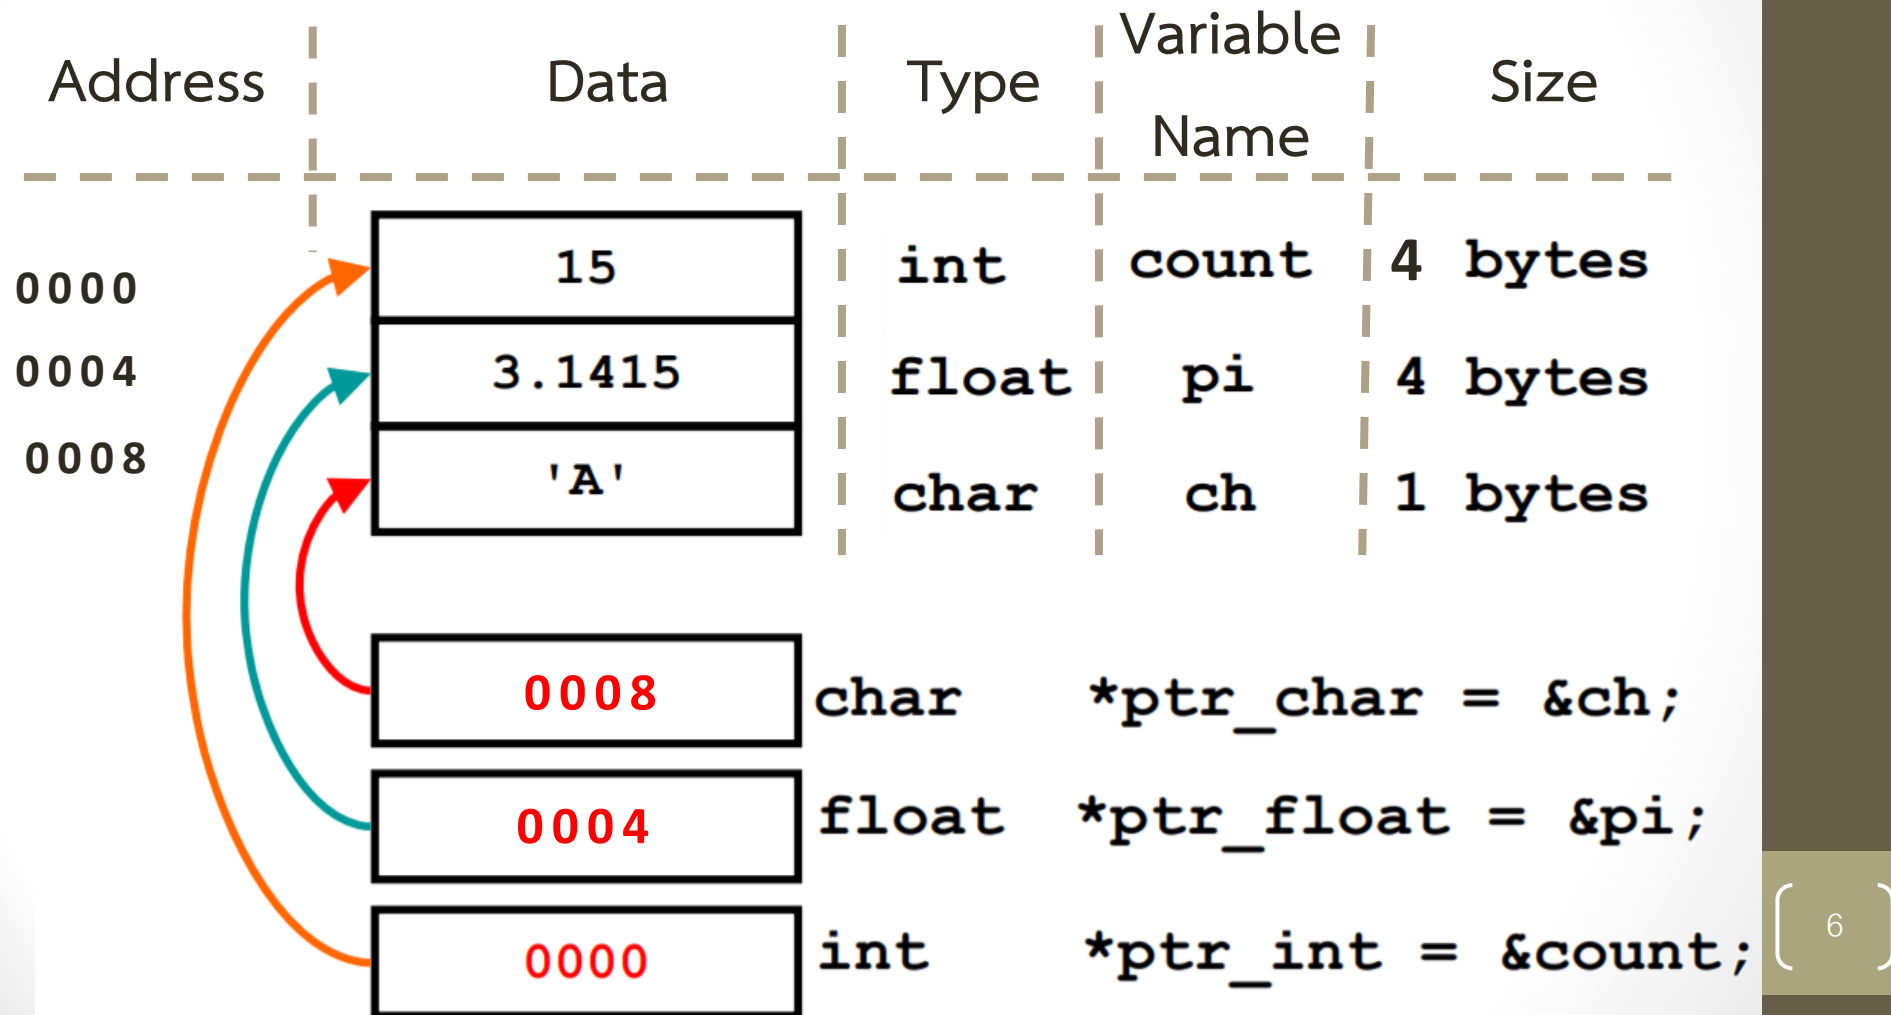 Address Data Type Variable Name Size
0000 15 int count 4 bytes
0004 3.1415 float pi 4 bytes
0008 'A' char ch 1 bytes
0008 char *ptr_char = &ch;
0004 float *ptr_float = &pi;
0000 int *ptr_int = &count;
6